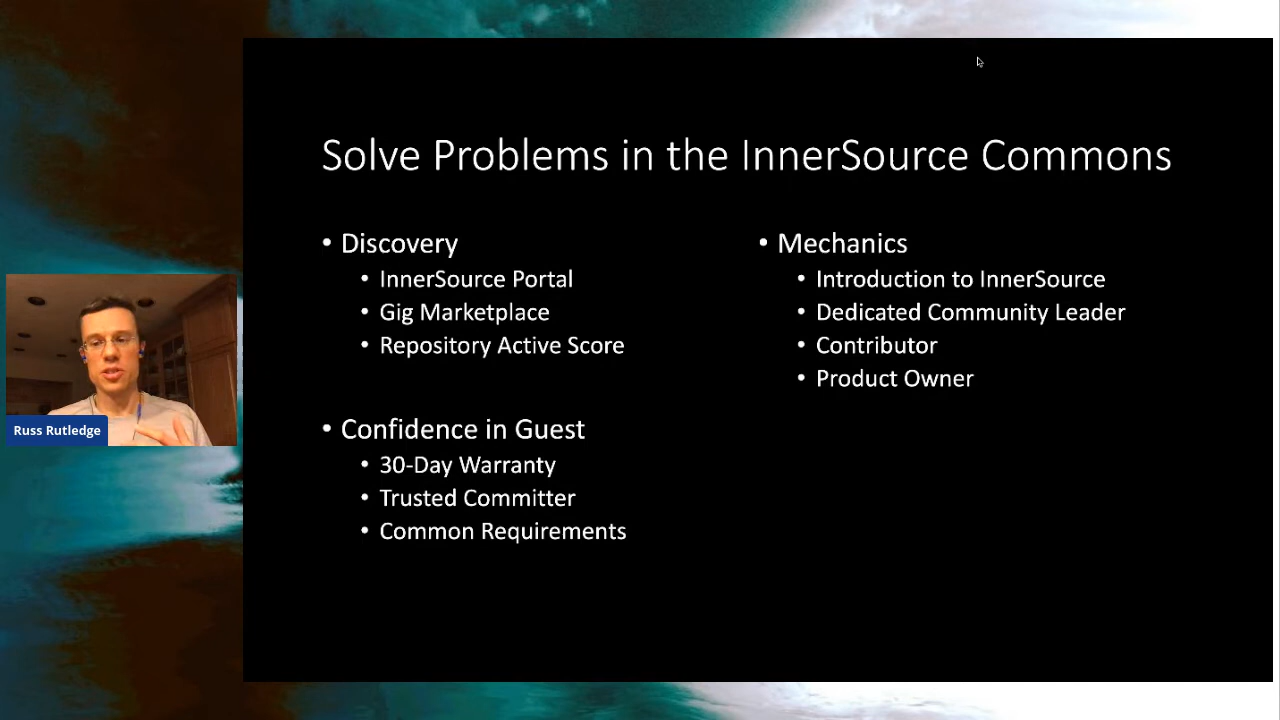 Solve Problems in the InnerSource Commons
• Discovery
• InnerSource Portal
• Gig Marketplace
• Repository Active Score
• Confidence in Guest
• 30-Day Warranty
• Trusted Committer
• Common Requirements
• Mechanics
• Introduction to InnerSource
• Dedicated Community Leader
• Contributor
• Product Owner
Russ Rutledge